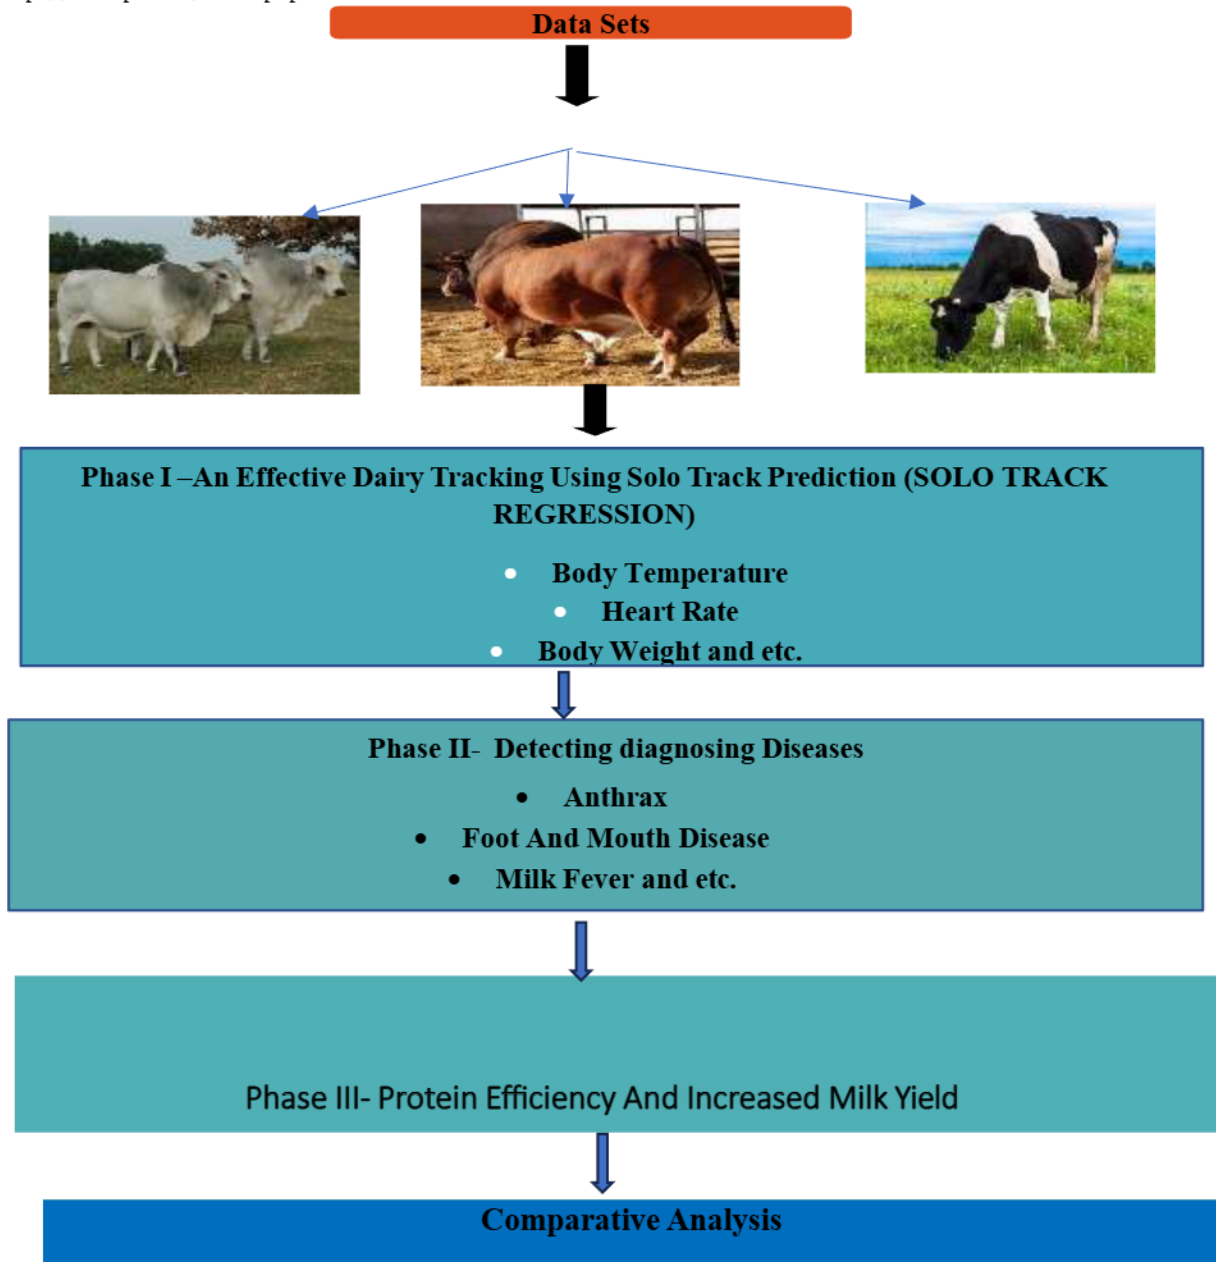 Data Sets
Phase I –An Effective Dairy Tracking Using Solo Track Prediction (SOLO TRACK
REGRESSION)
• Body Temperature
• Heart Rate
• Body Weight and etc.
Phase II- Detecting diagnosing Diseases
• Anthrax
• Foot And Mouth Disease
• Milk Fever and etc.
Phase III- Protein Efficiency And Increased Milk Yield
Comparative Analysis